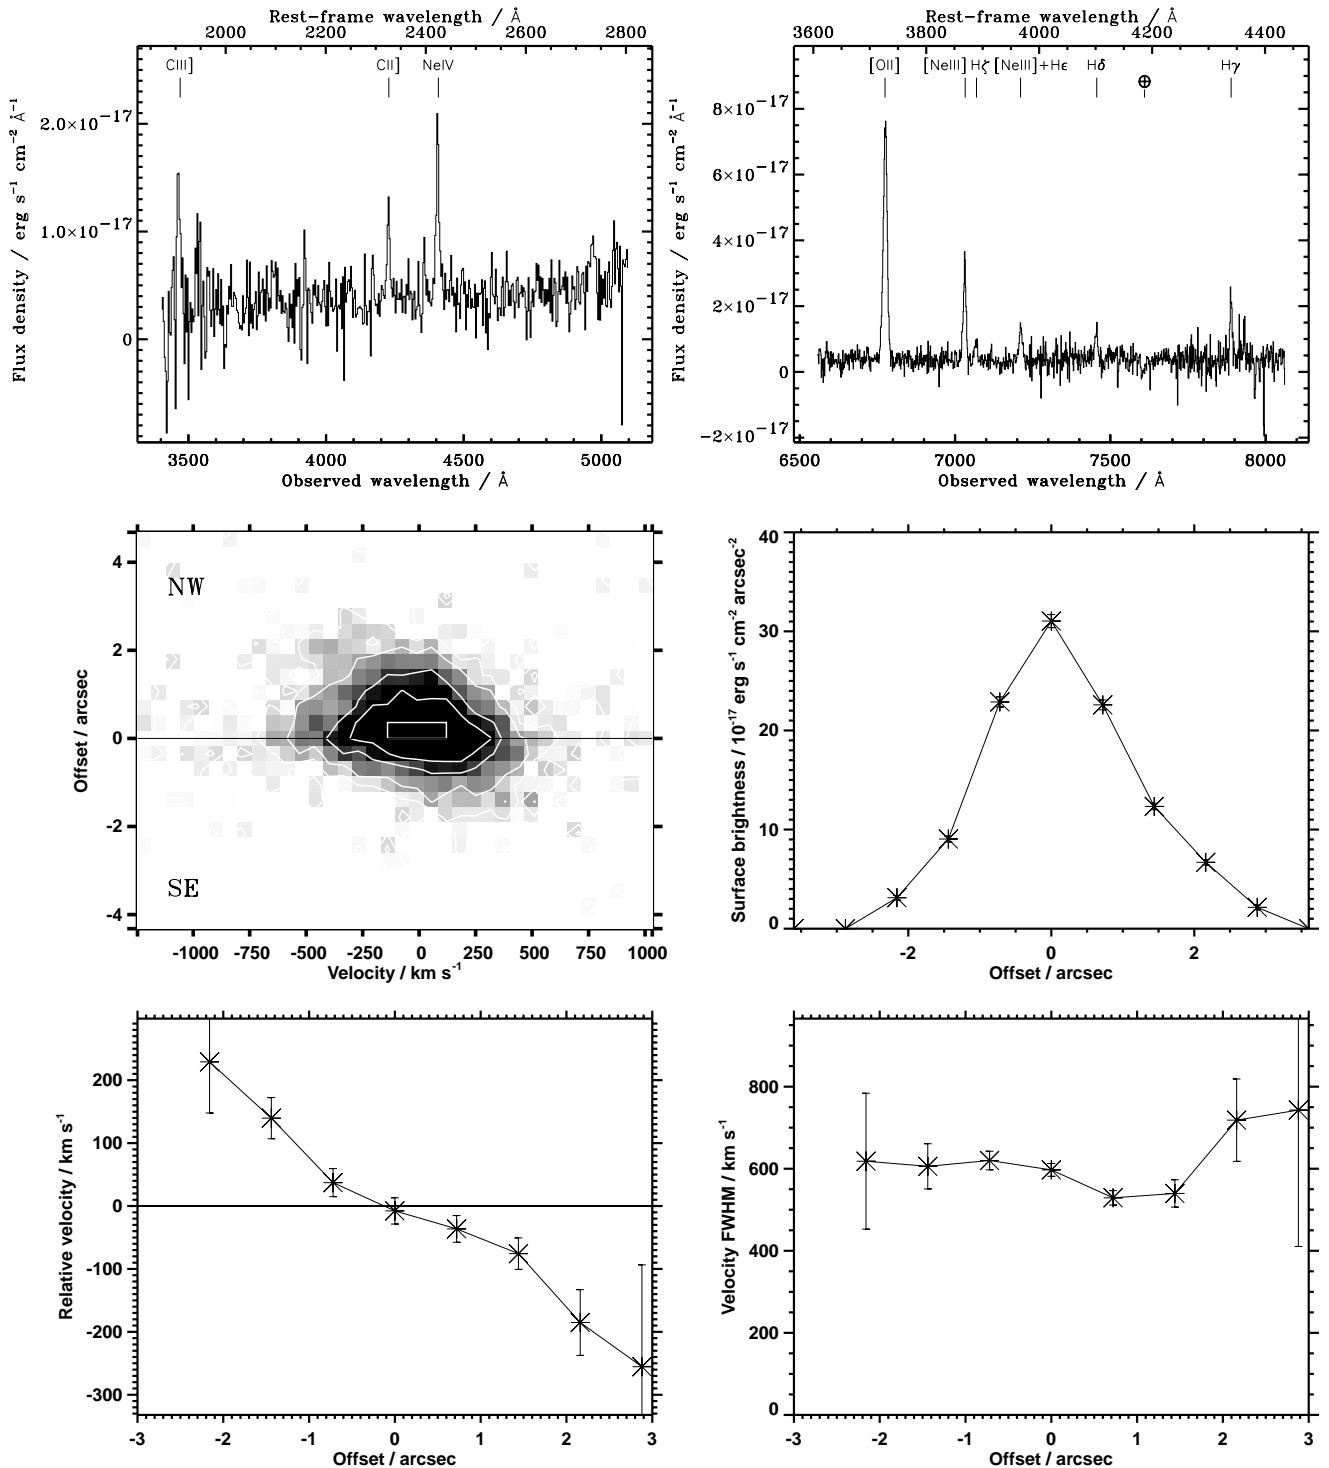 Rest-frame wavelength / Å
2000 2200 2400 2600 2800
CIII] CII] NeIV
Flux density / erg s⁻¹ cm⁻² Å⁻¹
2.0×10⁻¹⁷
1.0×10⁻¹⁷
0
3500 4000 4500 5000
Observed wavelength / Å
Rest-frame wavelength / Å
3600 3800 4000 4200 4400
[OII] [NeIII] Hζ [NeIII]+Hε Hδ ⊕ Hγ
Flux density / erg s⁻¹ cm⁻² Å⁻¹
8×10⁻¹⁷
6×10⁻¹⁷
4×10⁻¹⁷
2×10⁻¹⁷
0
−2×10⁻¹⁷
6500 7000 7500 8000
Observed wavelength / Å
NW
SE
Offset / arcsec
4
2
0
-2
-4
-1000 -750 -500 -250 0 250 500 750 1000
Velocity / km s⁻¹
Surface brightness / 10⁻¹⁷ erg s⁻¹ cm⁻² arcsec⁻²
40
30
20
10
0
-2 0 2
Offset / arcsec
Relative velocity / km s⁻¹
200
100
0
-100
-200
-300
-3 -2 -1 0 1 2 3
Offset / arcsec
Velocity FWHM / km s⁻¹
800
600
400
200
0
-3 -2 -1 0 1 2 3
Offset / arcsec